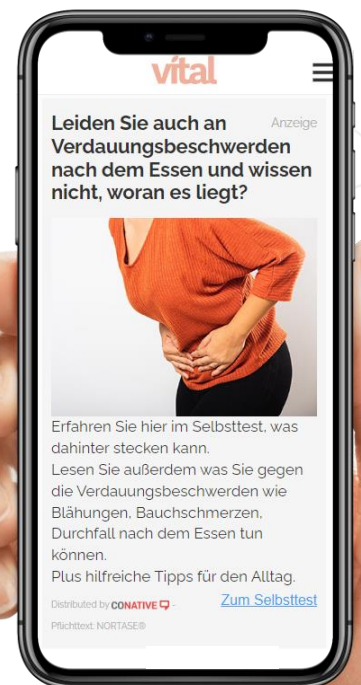 vital
Anzeige
Leiden Sie auch an
Verdauungsbeschwerden
nach dem Essen und wissen
nicht, woran es liegt?
Erfahren Sie hier im Selbsttest, was
dahinter stecken kann.
Lesen Sie außerdem was Sie gegen
die Verdauungsbeschwerden wie
Blähungen, Bauchschmerzen,
Durchfall nach dem Essen tun
können.
Plus hilfreiche Tipps für den Alltag.
Distributed by CONATIVE -
Zum Selbsttest
Pflichttext: NORTASE®